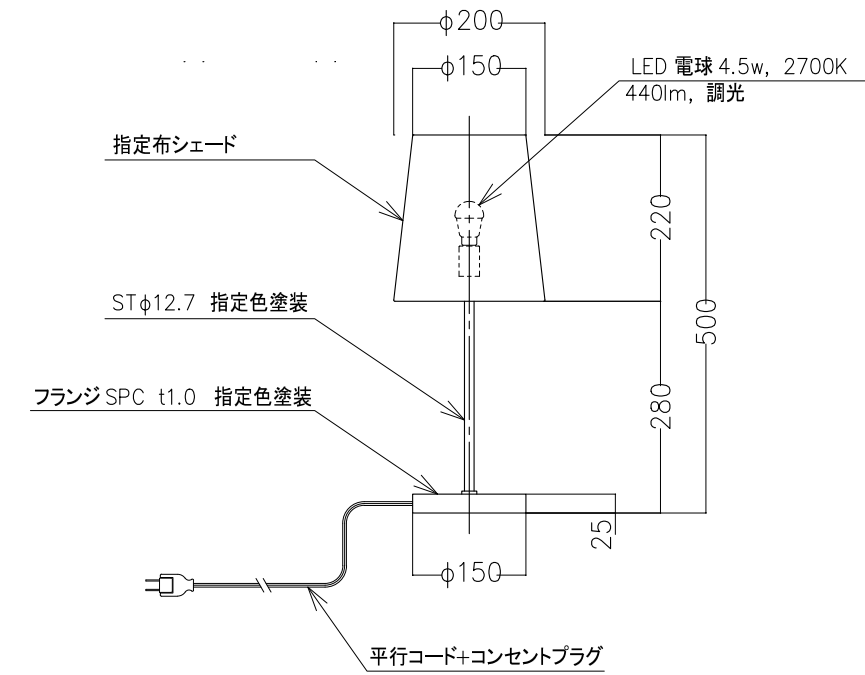 φ200
φ150
LED 電球 4.5w, 2700K
440lm, 調光
指定布シェード
220
STφ12.7 指定色塗装
500
フランジ SPC t1.0 指定色塗装
280
25
φ150
平行コード+コンセントプラグ